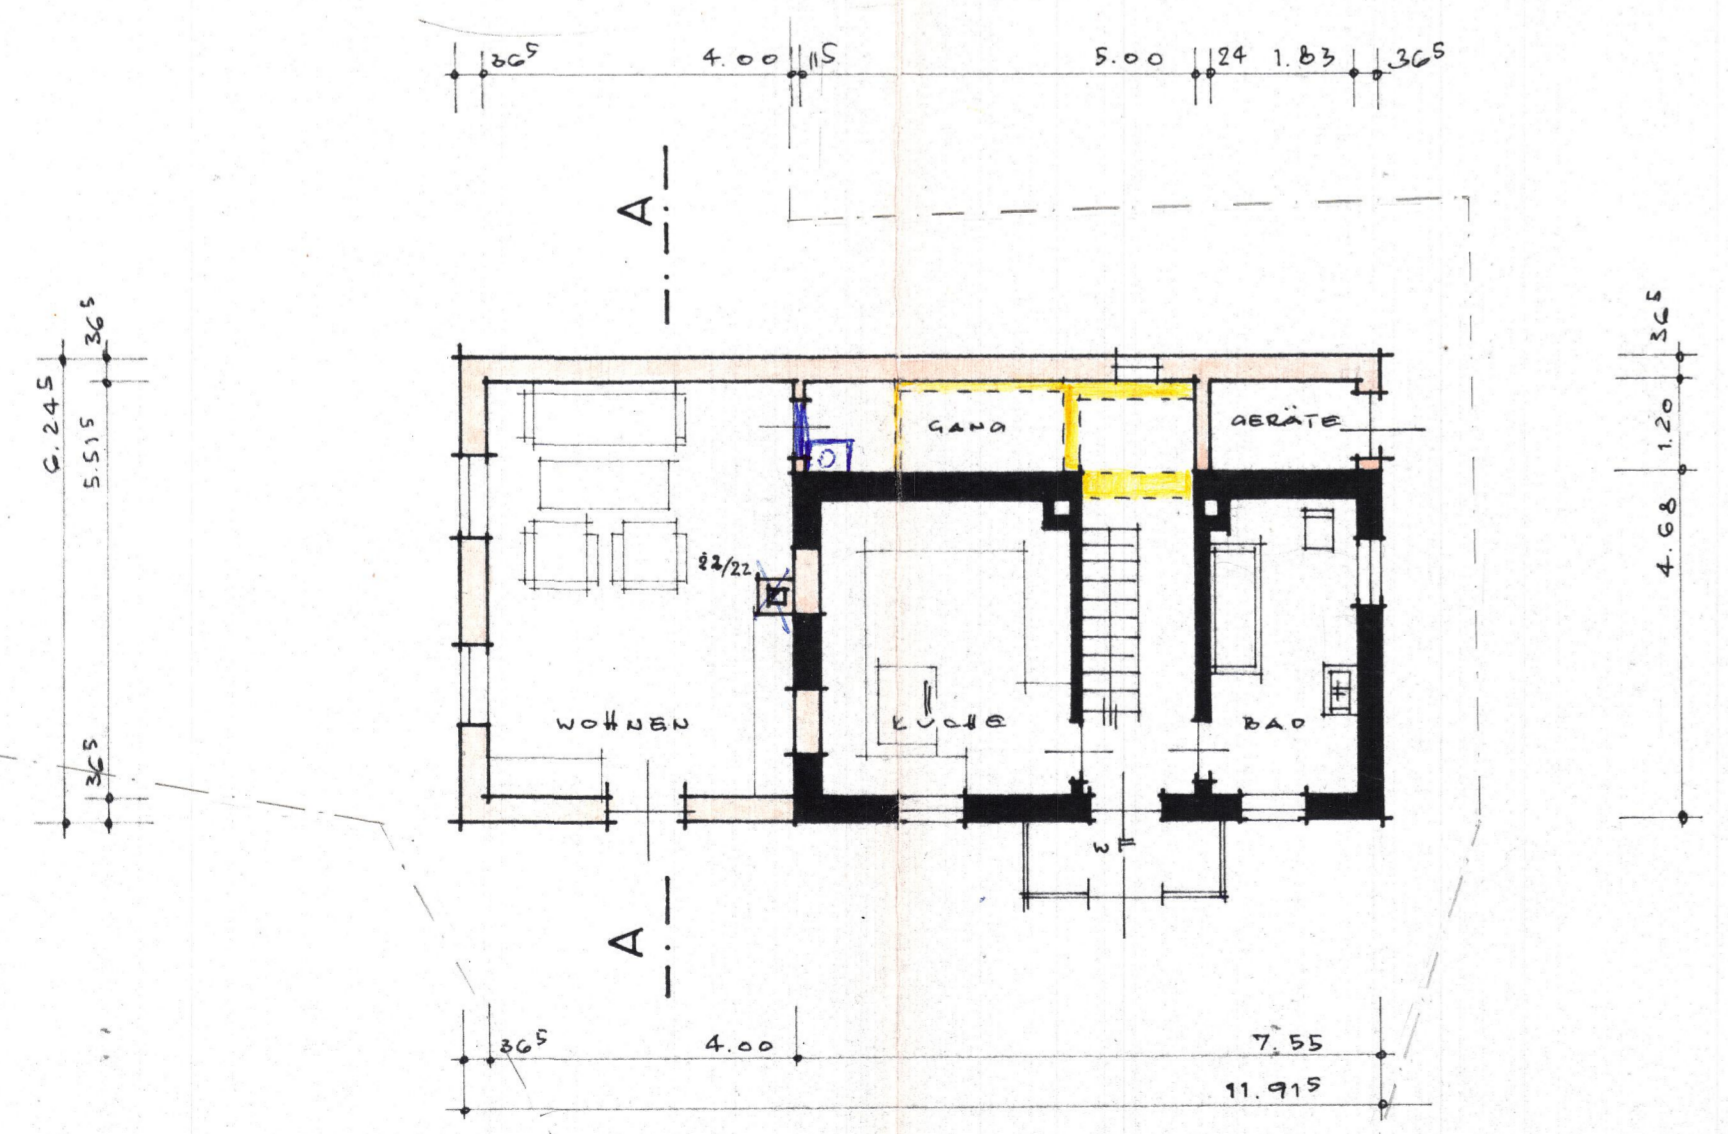 36⁵ 4.00 11⁵ 5.00 24 1.83 36⁵
A
36⁵
36⁵
6.24⁵
5.51⁵
1.20
GANG
GERÄTE
4.68
22/22
WOHNEN
KÜCHE
BAD
36⁵
WF
A
36⁵ 4.00 7.55
11.91⁵